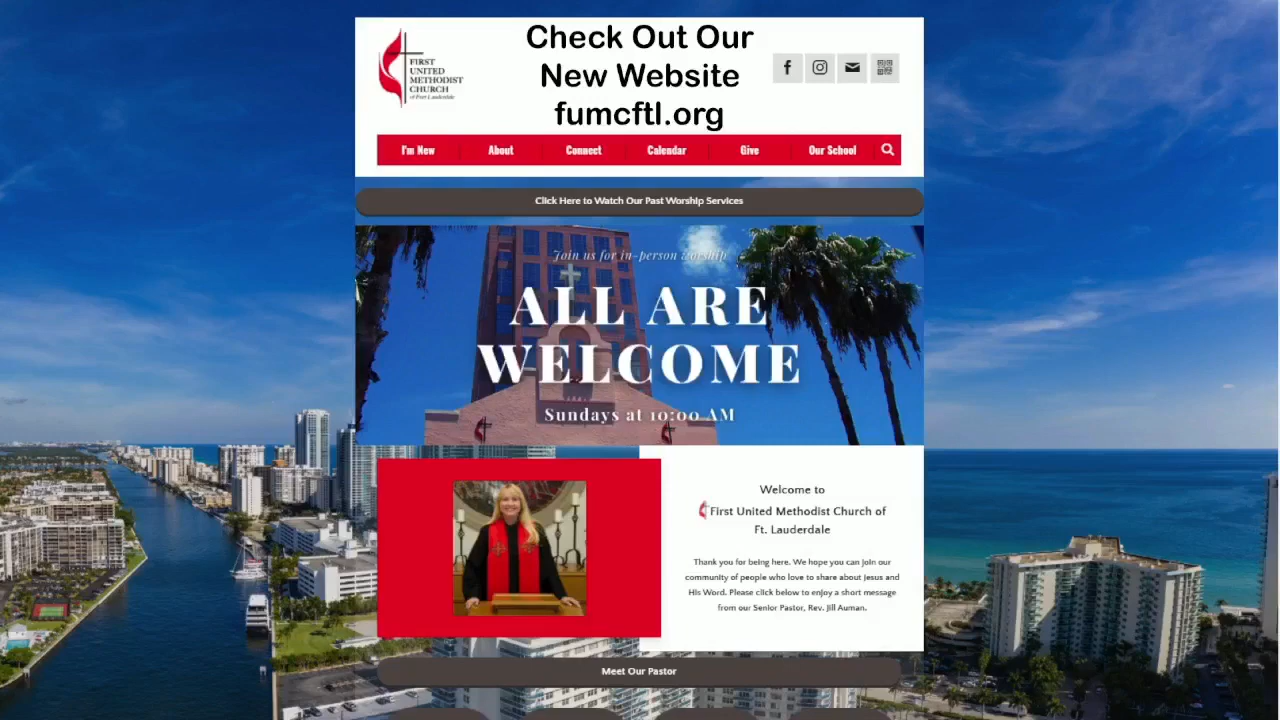 FIRST
UNITED
METHODIST
CHURCH
of Fort Lauderdale
Check Out Our
New Website
fumcftl.org
I'm New
About
Connect
Calendar
Give
Our School
Click Here to Watch Our Past Worship Services
Join us for in-person worship
ALL ARE
WELCOME
Sundays at 10:00 AM
Welcome to
First United Methodist Church of
Ft. Lauderdale
Thank you for being here. We hope you can join our
community of people who love to share about Jesus and
His Word. Please click below to enjoy a short message
from our Senior Pastor, Rev. Jill Auman.
Meet Our Pastor